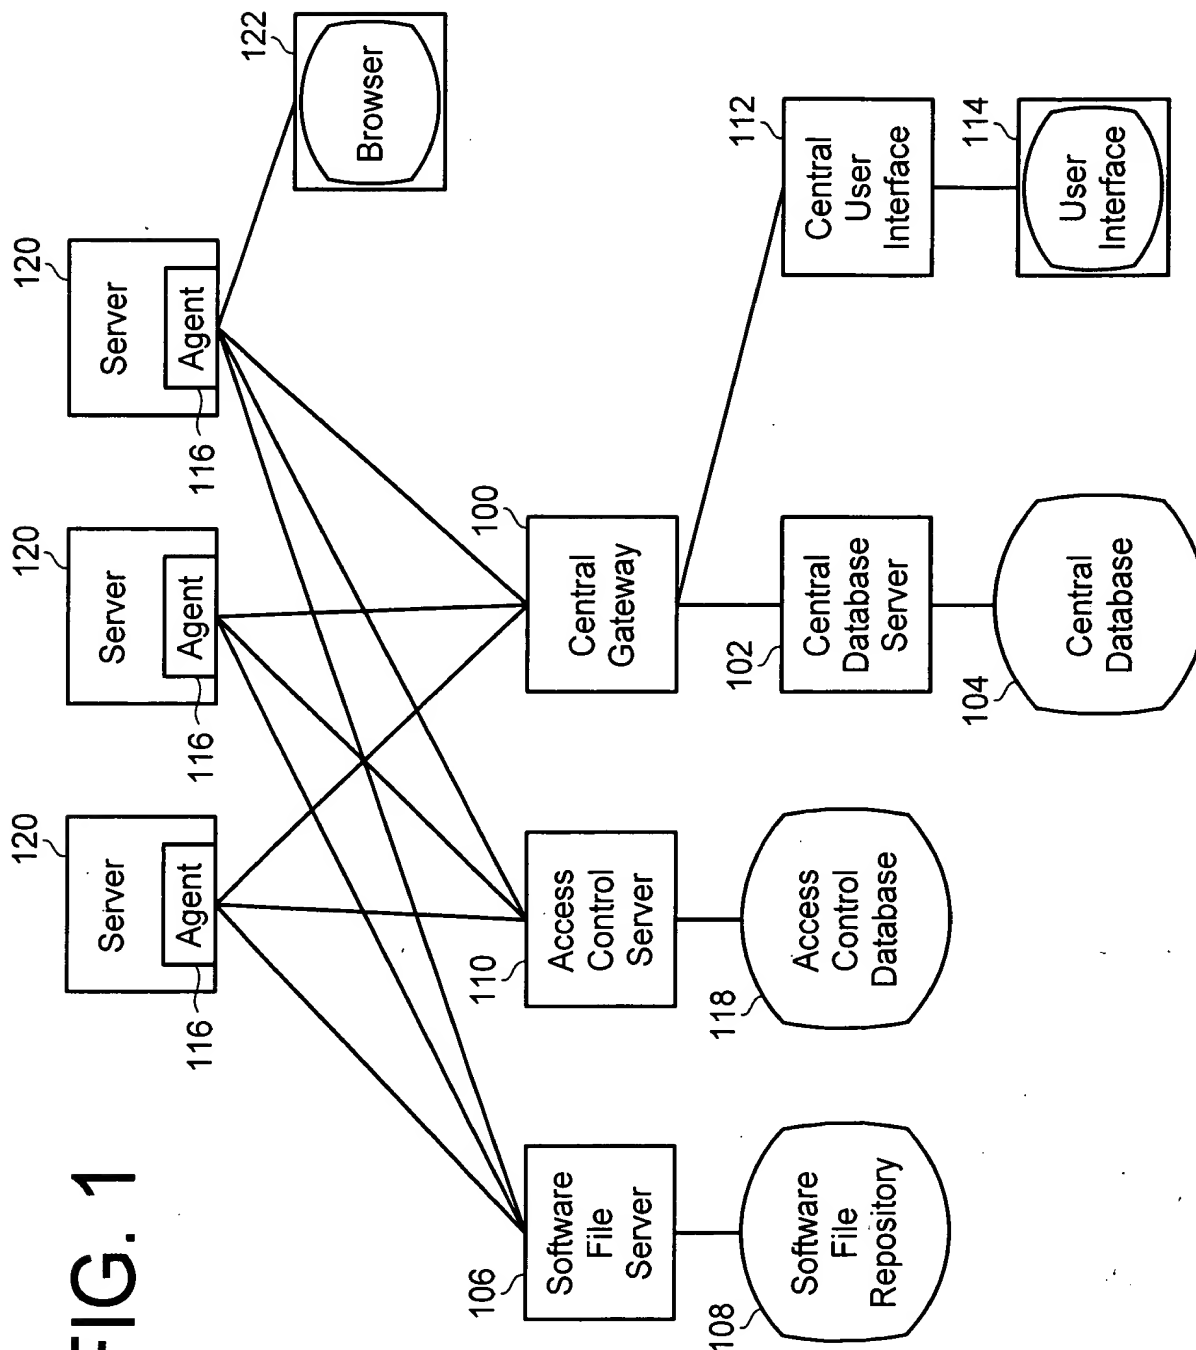 FIG. 1
120
Server
Agent
116
120
Server
Agent
116
120
Server
Agent
116
122
Browser
106
Software
File
Server
108
Software
File
Repository
110
Access
Control
Server
118
Access
Control
Database
100
Central
Gateway
102
Central
Database
Server
104
Central
Database
112
Central
User
Interface
114
User
Interface